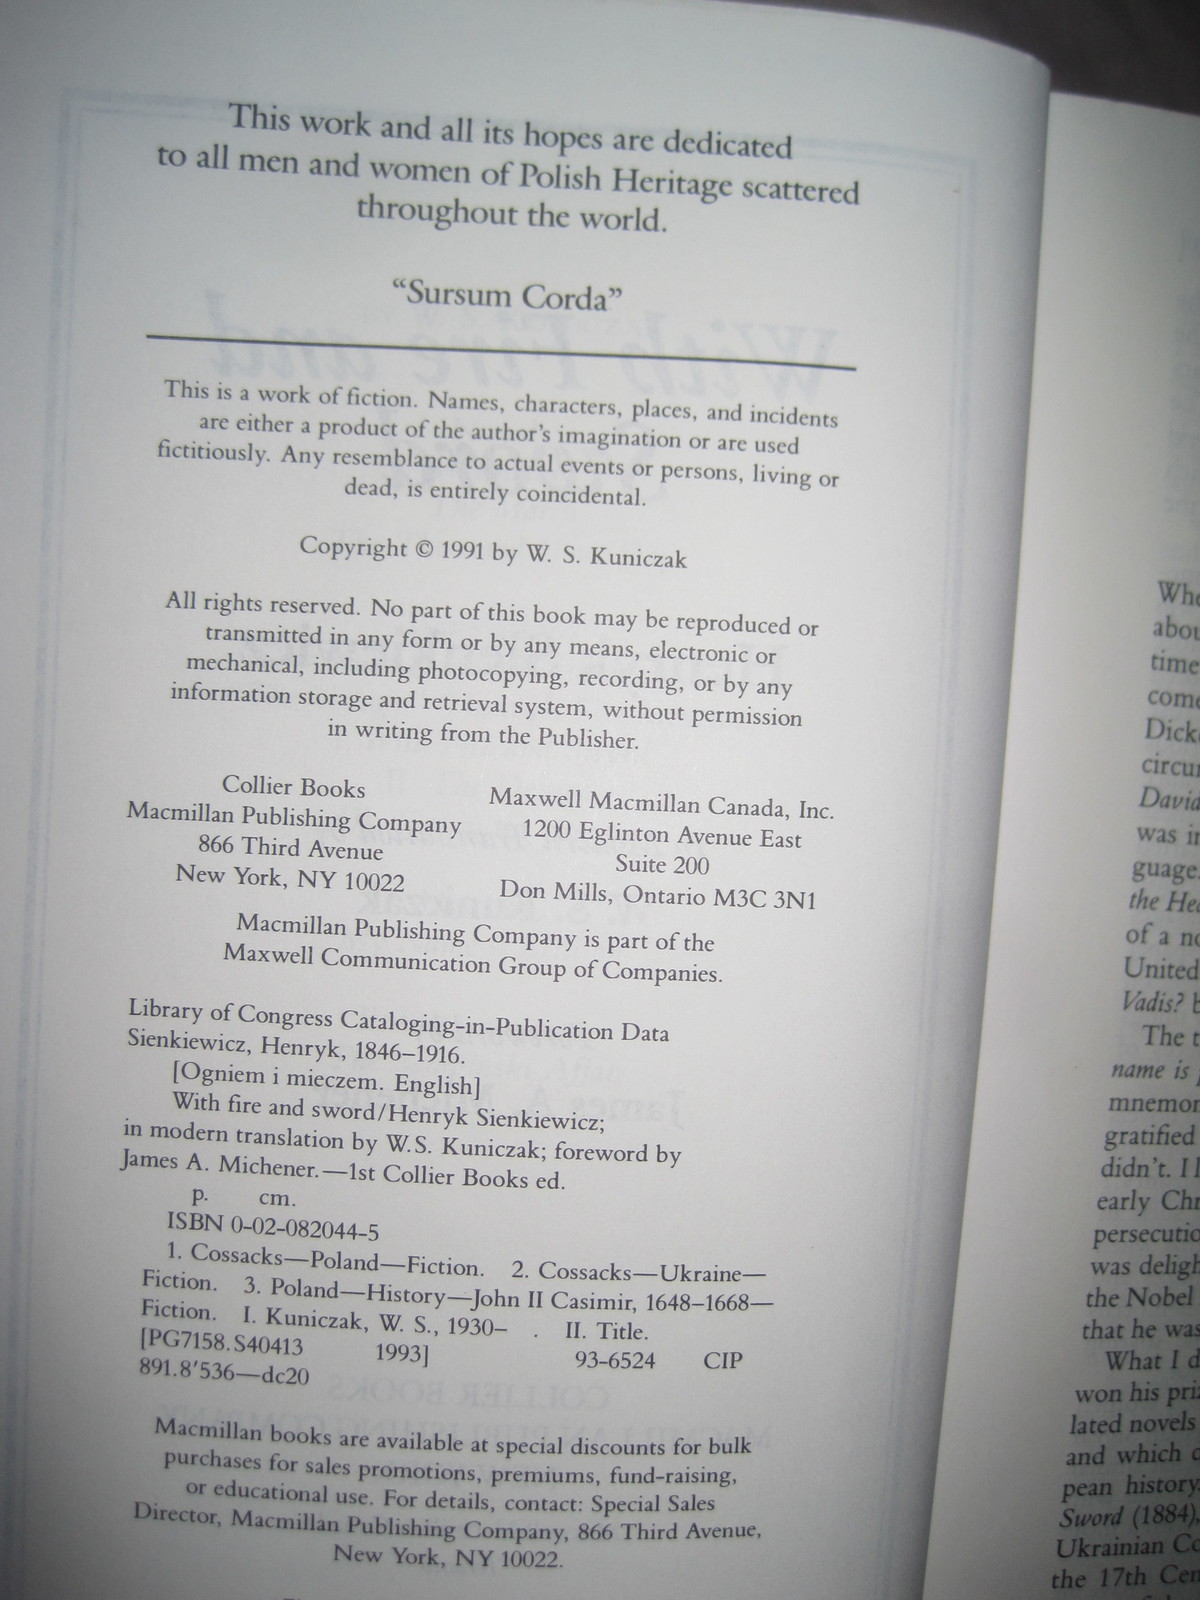 This work and all its hopes are dedicated
to all men and women of Polish Heritage scattered
throughout the world.
“Sursum Corda”
This is a work of fiction. Names, characters, places, and incidents
are either a product of the author’s imagination or are used
fictitiously. Any resemblance to actual events or persons, living or
dead, is entirely coincidental.
Copyright © 1991 by W. S. Kuniczak
All rights reserved. No part of this book may be reproduced or
transmitted in any form or by any means, electronic or
mechanical, including photocopying, recording, or by any
information storage and retrieval system, without permission
in writing from the Publisher.
Collier Books
Macmillan Publishing Company
866 Third Avenue
New York, NY 10022
Maxwell Macmillan Canada, Inc.
1200 Eglinton Avenue East
Suite 200
Don Mills, Ontario M3C 3N1
Macmillan Publishing Company is part of the
Maxwell Communication Group of Companies.
Library of Congress Cataloging-in-Publication Data
Sienkiewicz, Henryk, 1846–1916.
[Ogniem i mieczem. English]
With fire and sword/Henryk Sienkiewicz;
in modern translation by W.S. Kuniczak; foreword by
James A. Michener.—1st Collier Books ed.
p. cm.
ISBN 0-02-082044-5
1. Cossacks—Poland—Fiction. 2. Cossacks—Ukraine—
Fiction. 3. Poland—History—John II Casimir, 1648–1668—
Fiction. I. Kuniczak, W. S., 1930– . II. Title.
[PG7158.S40413 1993] 93-6524 CIP
891.8′536—dc20
Macmillan books are available at special discounts for bulk
purchases for sales promotions, premiums, fund-raising,
or educational use. For details, contact: Special Sales
Director, Macmillan Publishing Company, 866 Third Avenue,
New York, NY 10022.
time
David
was in
guage.
of a
United
Vadis?
The
name is
gratified
didn't. I
early
was
the Nobel
that he was
What I
won his
lated novels
and which
pean history.
Sword (1884),
Ukrainian
the 17th